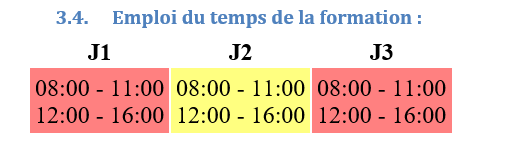 3.4. Emploi du temps de la formation :
J1 J2 J3
08:00 - 11:00 08:00 - 11:00 08:00 - 11:00
12:00 - 16:00 12:00 - 16:00 12:00 - 16:00